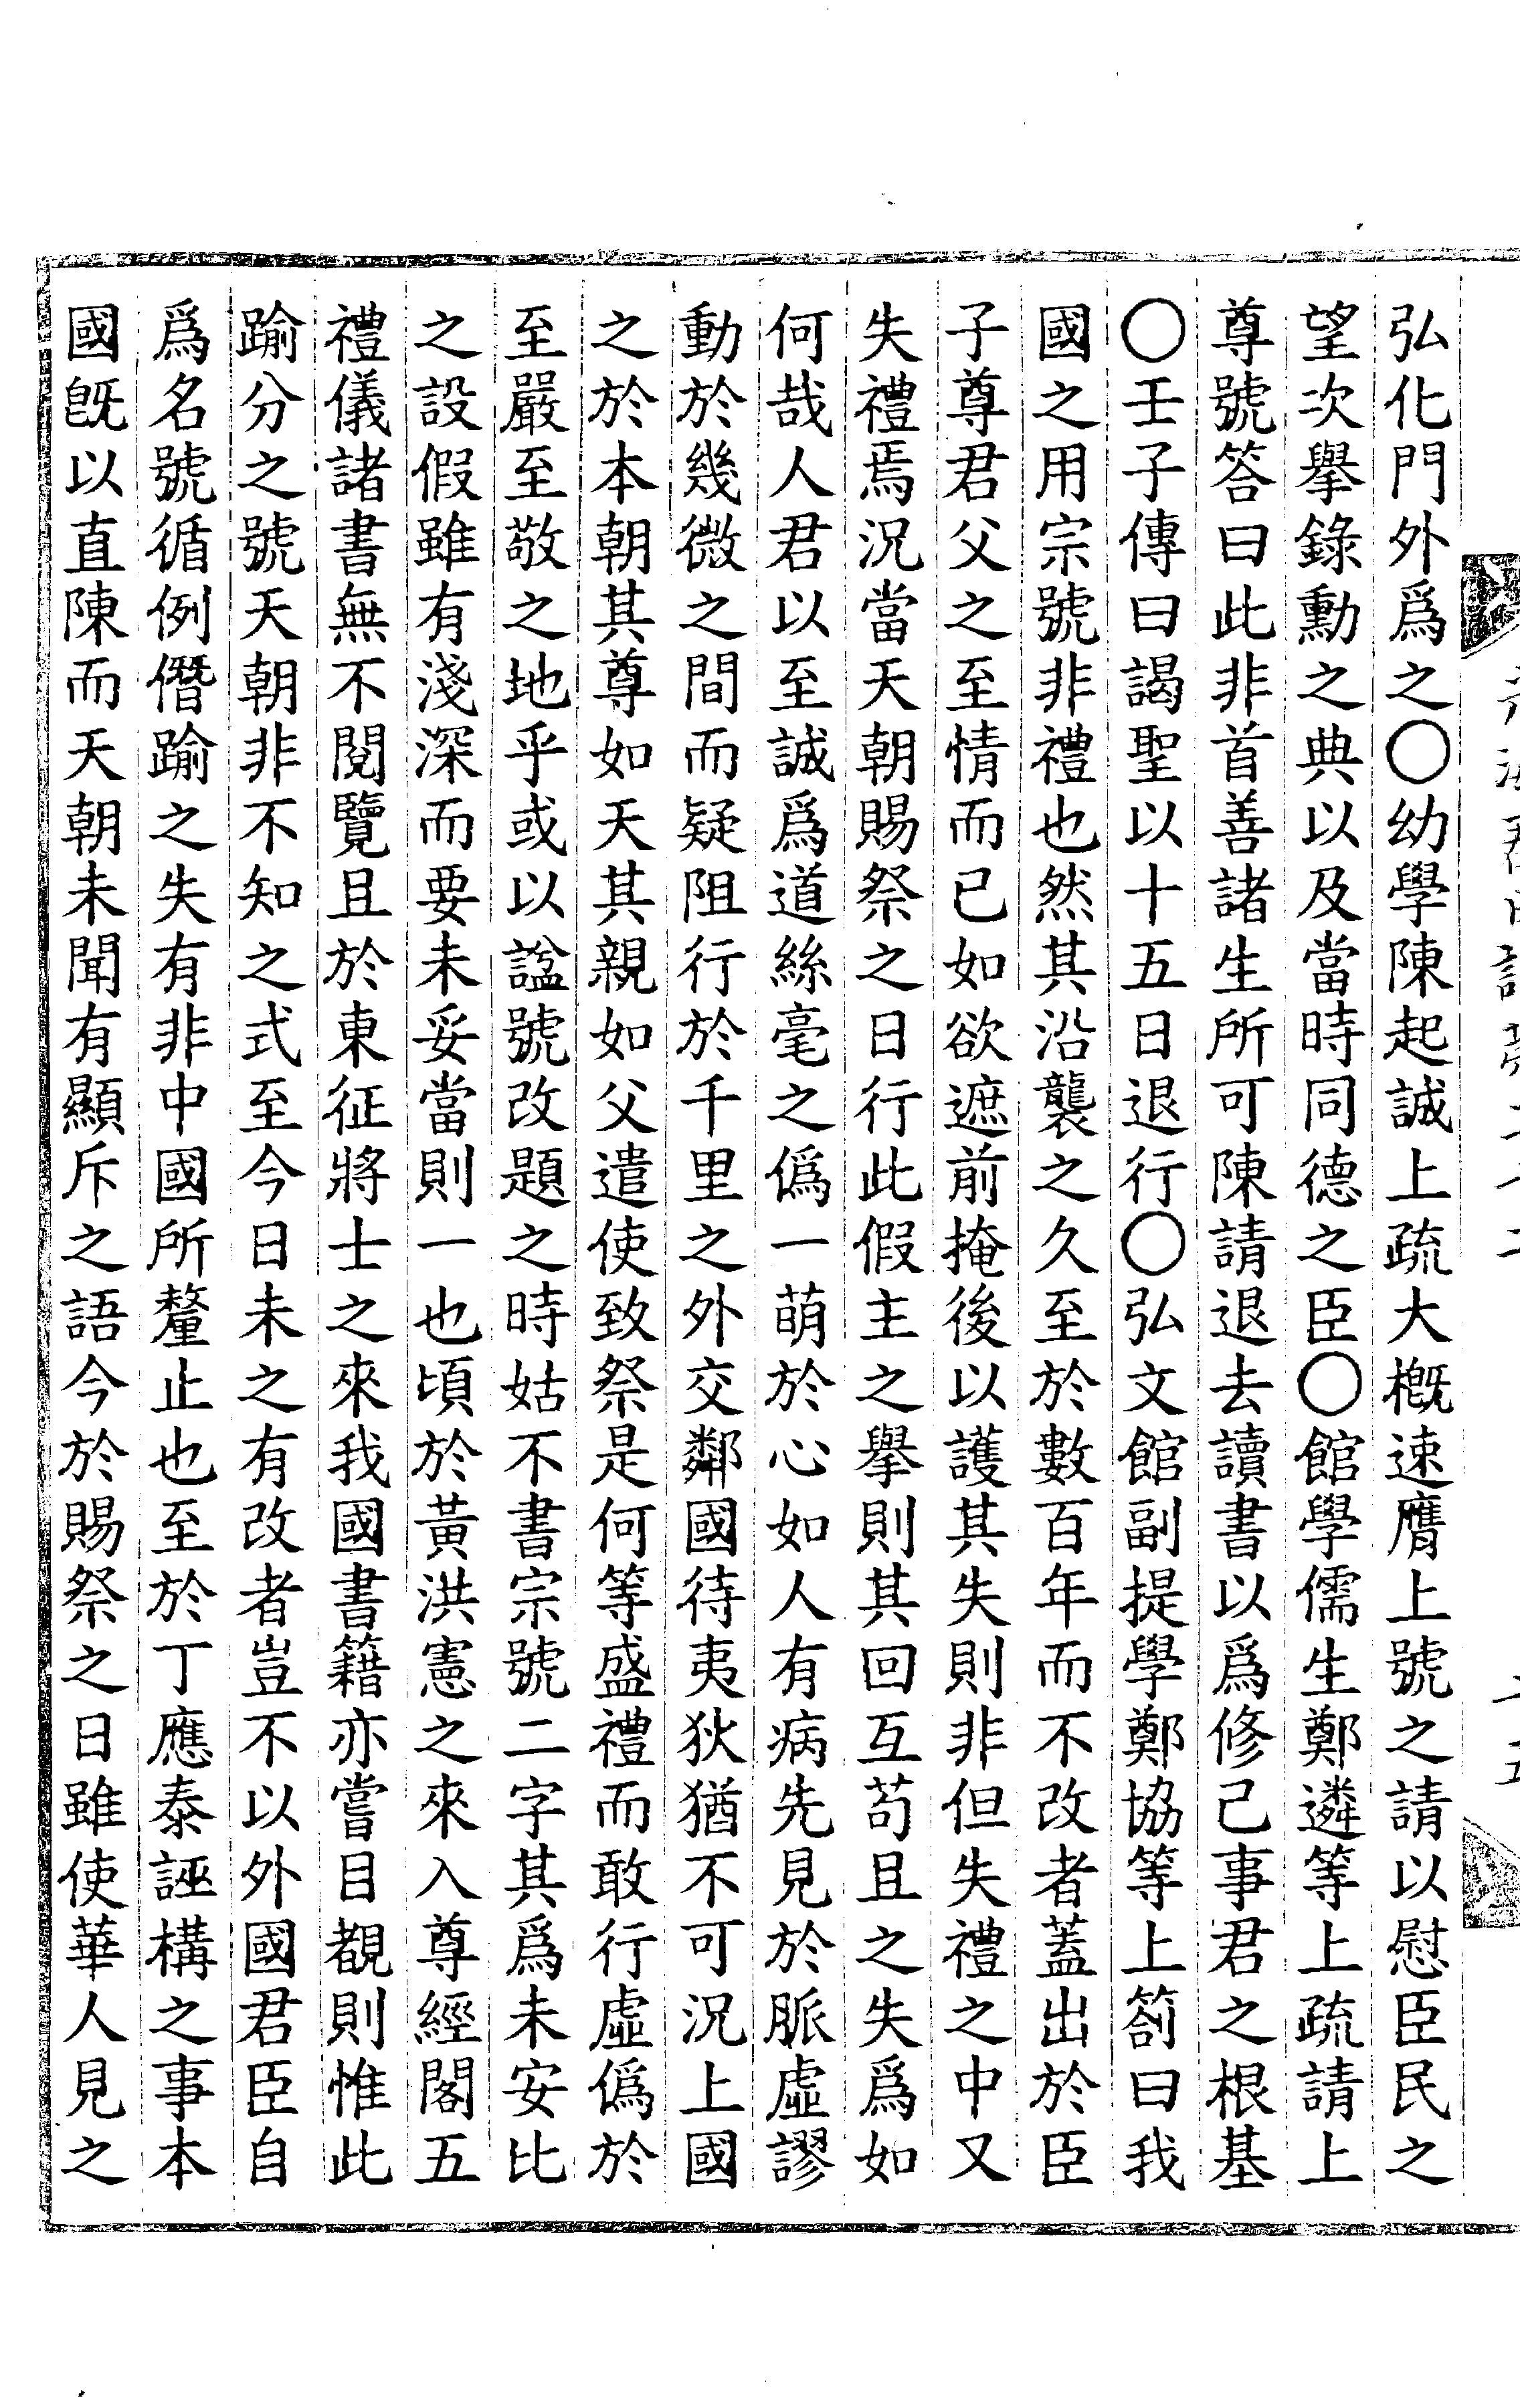 弘化門外爲之〇幼學陳起誠上疏大槪速膺上號之請以慰臣民之
望次擧錄勳之典以及當時同德之臣〇館學儒生鄭遴等上疏請上
尊號答曰此非首善諸生所可陳請退去讀書以爲修己事君之根基
〇壬子傳曰謁聖以十五日退行〇弘文館副提學鄭協等上箚曰我
國之用宗號非禮也然其沿襲之久至於數百年而不改者蓋出於臣
子尊君父之至情而已如欲遮前掩後以護其失則非但失禮之中又
失禮焉況當天朝賜祭之日行此假主之擧則其回互苟且之失爲如
何哉人君以至誠爲道絲毫之僞一萌於心如人有病先見於脈虛謬
動於幾微之間而疑阻行於千里之外交鄰國待夷狄猶不可況上國
之於本朝其尊如天其親如父遣使致祭是何等盛禮而敢行虛僞於
至嚴至敬之地乎或以諡號改題之時姑不書宗號二字其爲未安比
之設假雖有淺深而要未妥當則一也頃於黃洪憲之來入尊經閣五
禮儀諸書無不閱覽且於東征將士之來我國書籍亦嘗目覩則惟此
踰分之號天朝非不知之式至今日未之有改者豈不以外國君臣自
爲名號循例僭踰之失有非中國所釐止也至於丁應泰誣構之事本
國旣以直陳而天朝未聞有顯斥之語今於賜祭之日雖使華人見之